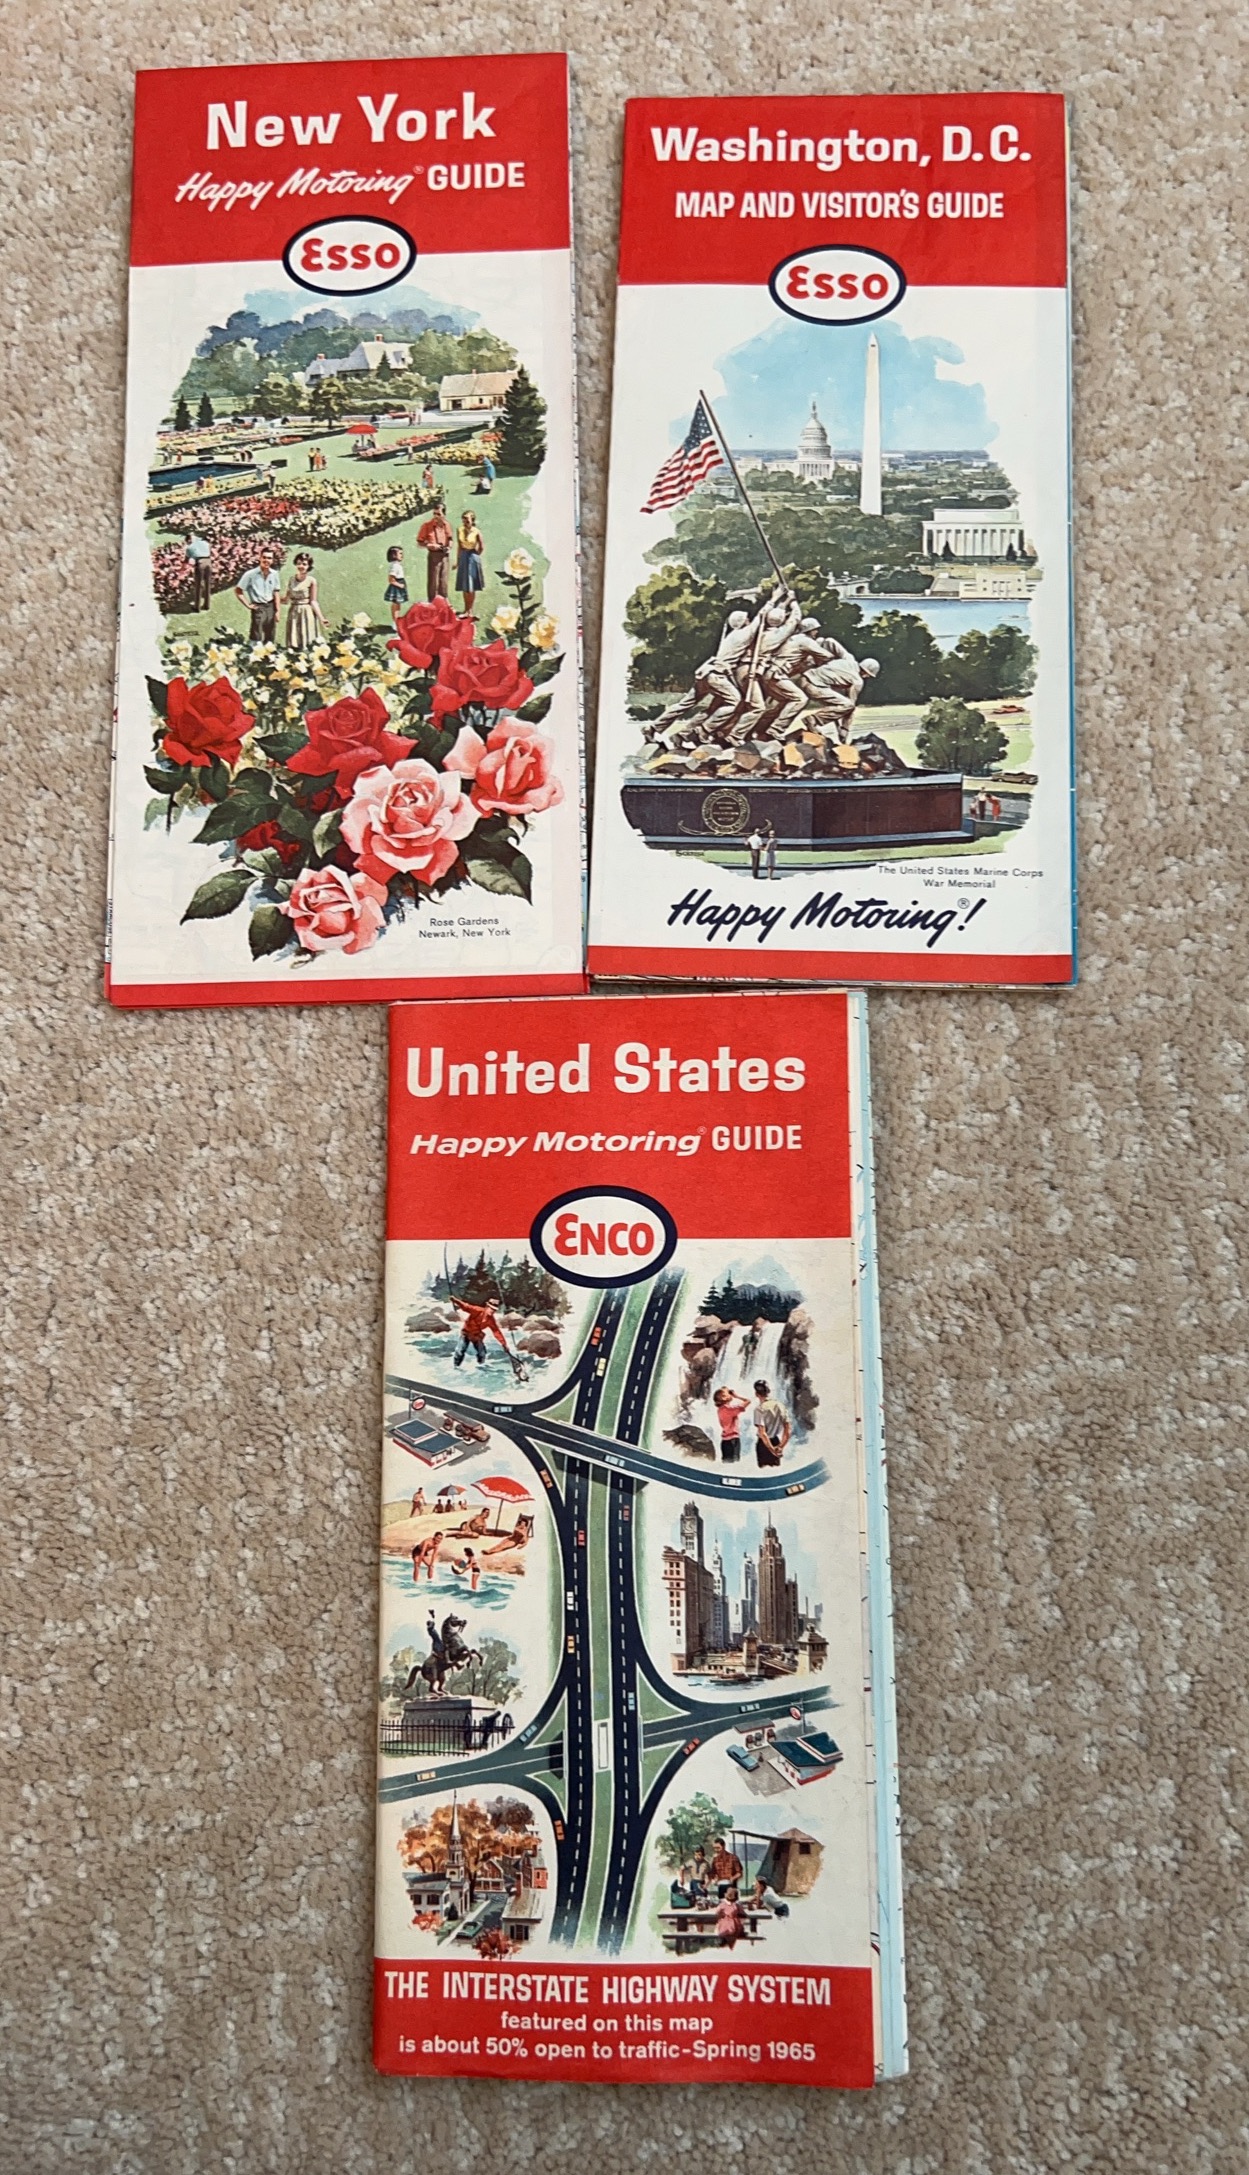 New York
Happy Motoring® GUIDE
Esso
Rose Gardens
Newark, New York
Washington, D.C.
MAP AND VISITOR'S GUIDE
Esso
The United States Marine Corps
War Memorial
Happy Motoring®!
United States
Happy Motoring® GUIDE
ENCO
THE INTERSTATE HIGHWAY SYSTEM
featured on this map
is about 50% open to traffic-Spring 1965